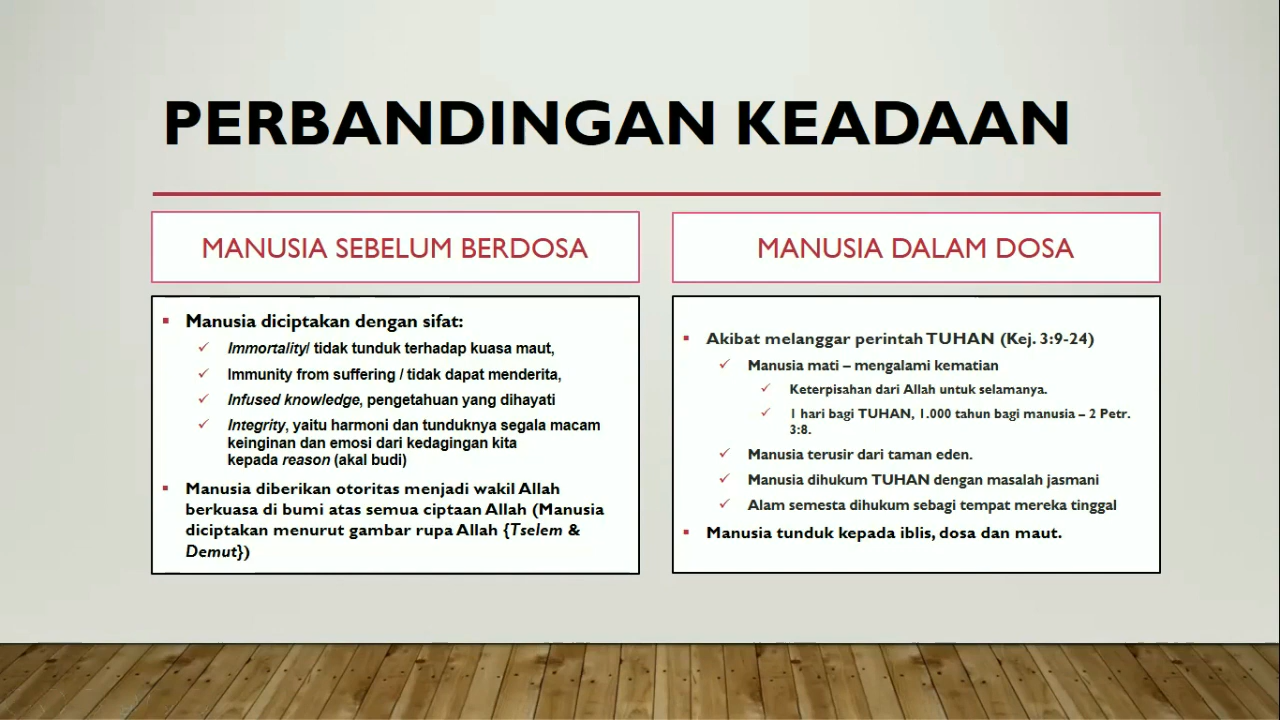 PERBANDINGAN KEADAAN
MANUSIA SEBELUM BERDOSA
Manusia diciptakan dengan sifat:
Immortality/ tidak tunduk terhadap kuasa maut,
Immunity from suffering / tidak dapat menderita,
Infused knowledge, pengetahuan yang dihayati
Integrity, yaitu harmoni dan tunduknya segala macam
keinginan dan emosi dari kedagingan kita
kepada reason (akal budi)
Manusia diberikan otoritas menjadi wakil Allah
berkuasa di bumi atas semua ciptaan Allah (Manusia
diciptakan menurut gambar rupa Allah {Tselem &
Demut})
MANUSIA DALAM DOSA
Akibat melanggar perintah TUHAN (Kej. 3:9-24)
Manusia mati – mengalami kematian
Keterpisahan dari Allah untuk selamanya.
1 hari bagi TUHAN, 1.000 tahun bagi manusia – 2 Petr.
3:8.
Manusia terusir dari taman eden.
Manusia dihukum TUHAN dengan masalah jasmani
Alam semesta dihukum sebagai tempat mereka tinggal
Manusia tunduk kepada iblis, dosa dan maut.